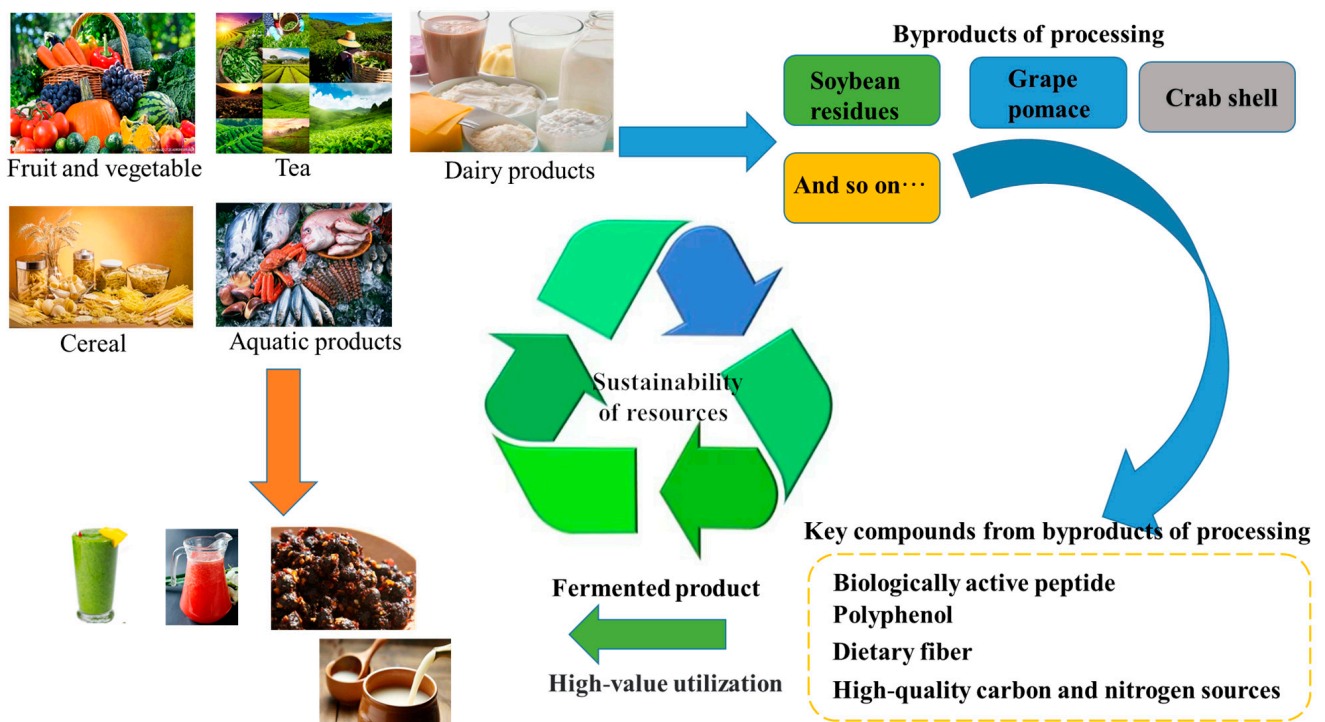 Byproducts of processing
Soybean
residues
Grape
pomace
Crab shell
And so on…
Fruit and vegetable
Tea
Dairy products
Cereal
Aquatic products
Sustainability
of resources
Key compounds from byproducts of processing
Biologically active peptide
Polyphenol
Dietary fiber
High-quality carbon and nitrogen sources
Fermented product
High-value utilization